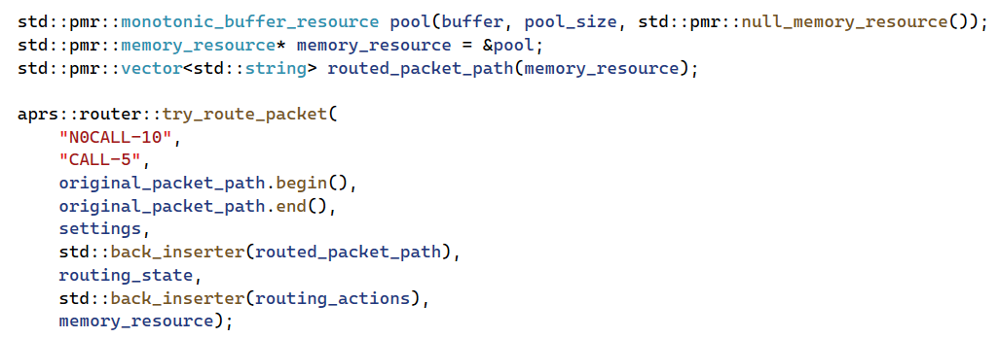 std::pmr::monotonic_buffer_resource pool(buffer, pool_size, std::pmr::null_memory_resource());
std::pmr::memory_resource* memory_resource = &pool;
std::pmr::vector<std::string> routed_packet_path(memory_resource);

aprs::router::try_route_packet(
    "N0CALL-10",
    "CALL-5",
    original_packet_path.begin(),
    original_packet_path.end(),
    settings,
    std::back_inserter(routed_packet_path),
    routing_state,
    std::back_inserter(routing_actions),
    memory_resource);